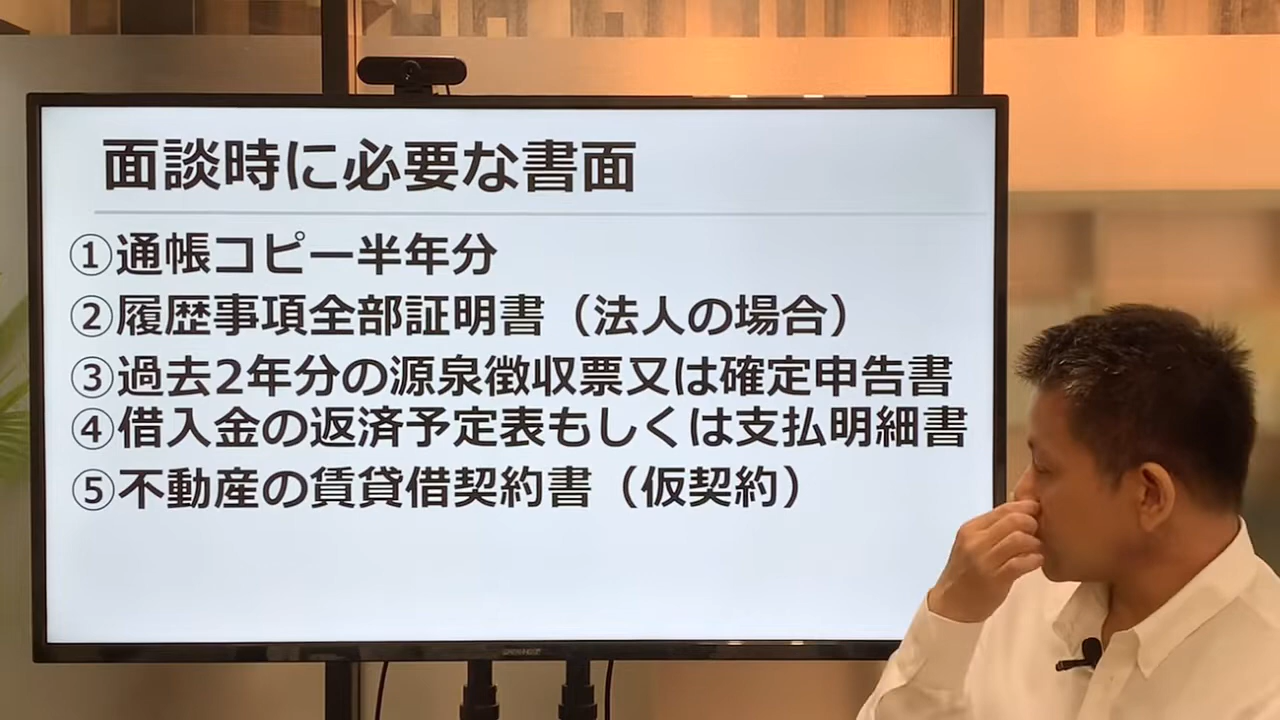 面談時に必要な書面
①通帳コピー半年分
②履歴事項全部証明書（法人の場合）
③過去2年分の源泉徴収票又は確定申告書
④借入金の返済予定表もしくは支払明細書
⑤不動産の賃貸借契約書（仮契約）